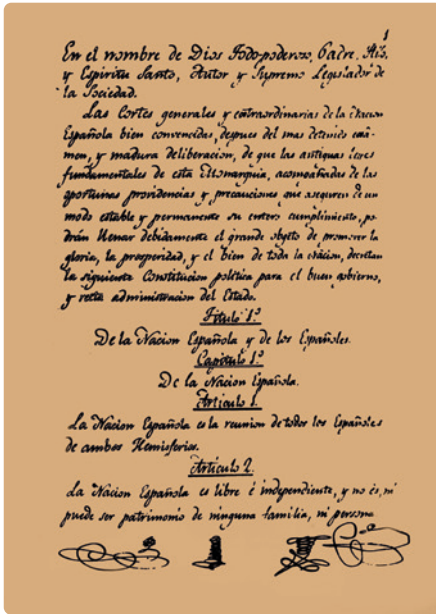 1
En el nombre de Dios Todo-poderoso, Padre, Hijo,
y Espiritu Santo, Autor y Supremo Legislador de
la Sociedad.
Las Cortes generales y extraordinarias de la Nacion
Española bien convencidas, despues del mas detenido exá-
men, y madura deliberacion, de que las antiguas leyes
fundamentales de esta Monarquia, acompañadas de las
oportunas providencias y precauciones, que aseguren de un
modo estable y permanente su entero cumplimiento, po-
drán llenar debidamente el grande objeto de promover la
gloria, la prosperidad, y el bien de toda la nacion, decretan
la siguiente Constitucion politica para el buen gobierno,
y recta administracion del Estado.
Titulo 1.º
De la Nacion Española y de los Españoles.
Capitulo 1.º
De la Nacion Española.
Articulo 1.
La Nacion Española es la reunion de todos los Españoles
de ambos Hemisferios.
Articulo 2.
La Nacion Española es libre é independiente, y no es, ni
puede ser patrimonio de ninguna familia, ni persona